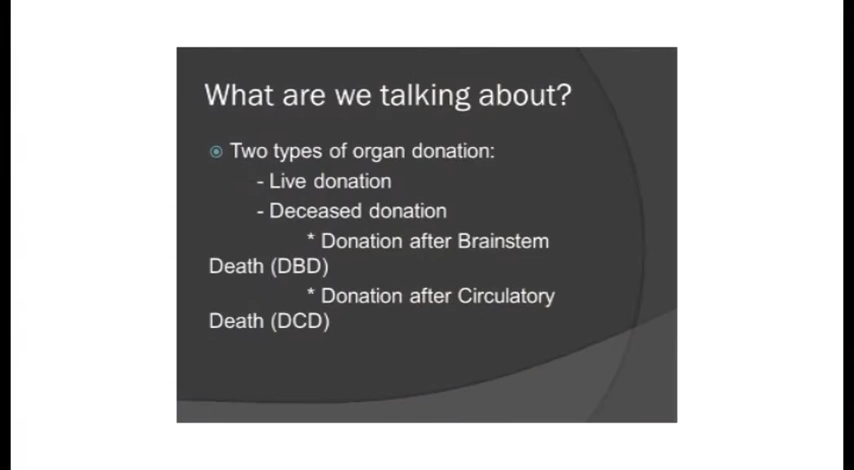 What are we talking about?
Two types of organ donation:
- Live donation
- Deceased donation
* Donation after Brainstem
Death (DBD)
* Donation after Circulatory
Death (DCD)